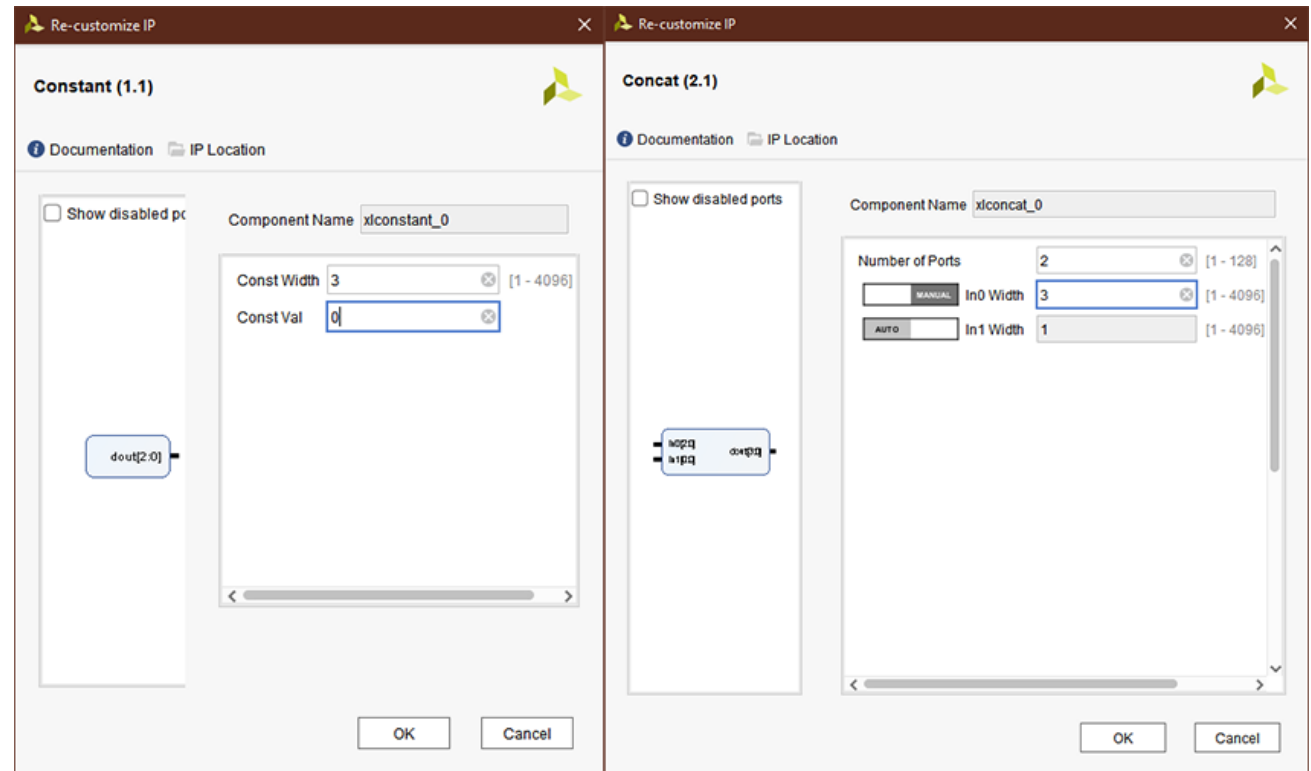 Re-customize IP
Constant (1.1)
Documentation IP Location
Show disabled po
Component Name xlconstant_0
Const Width 3 [1 - 4096]
Const Val 0
dout[2:0]
OK Cancel
Re-customize IP
Concat (2.1)
Documentation IP Location
Show disabled ports
Component Name xlconcat_0
Number of Ports 2 [1 - 128]
MANUAL In0 Width 3 [1 - 4096]
AUTO In1 Width 1 [1 - 4096]
OK Cancel